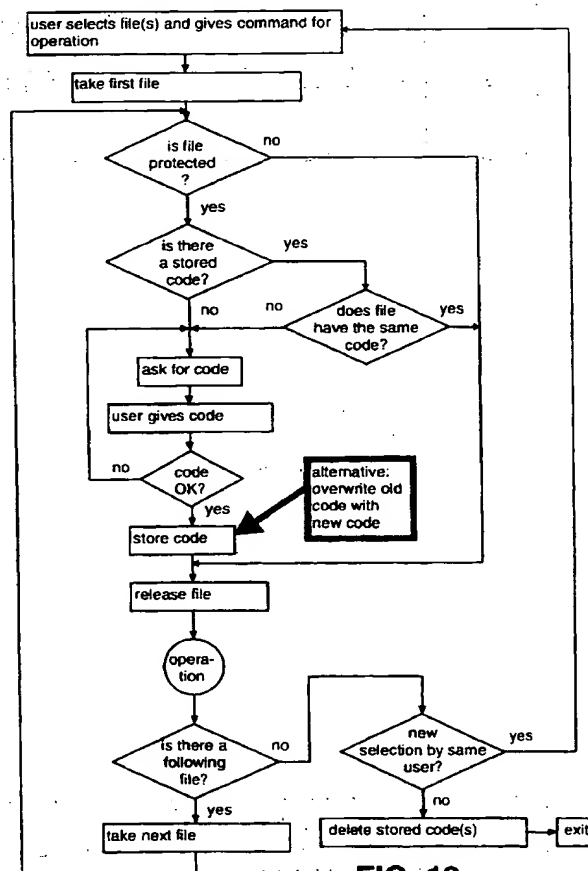 user selects file(s) and gives command for
operation
take first file
is file
protected
?
no
yes
is there
a stored
code?
yes
no
does file
have the same
code?
no
yes
ask for code
user gives code
code
OK?
no
yes
alternative:
overwrite old
code with
new code
store code
release file
opera-
tion
is there a
following
file?
no
yes
new
selection by same
user?
yes
no
take next file
delete stored code(s)
exit